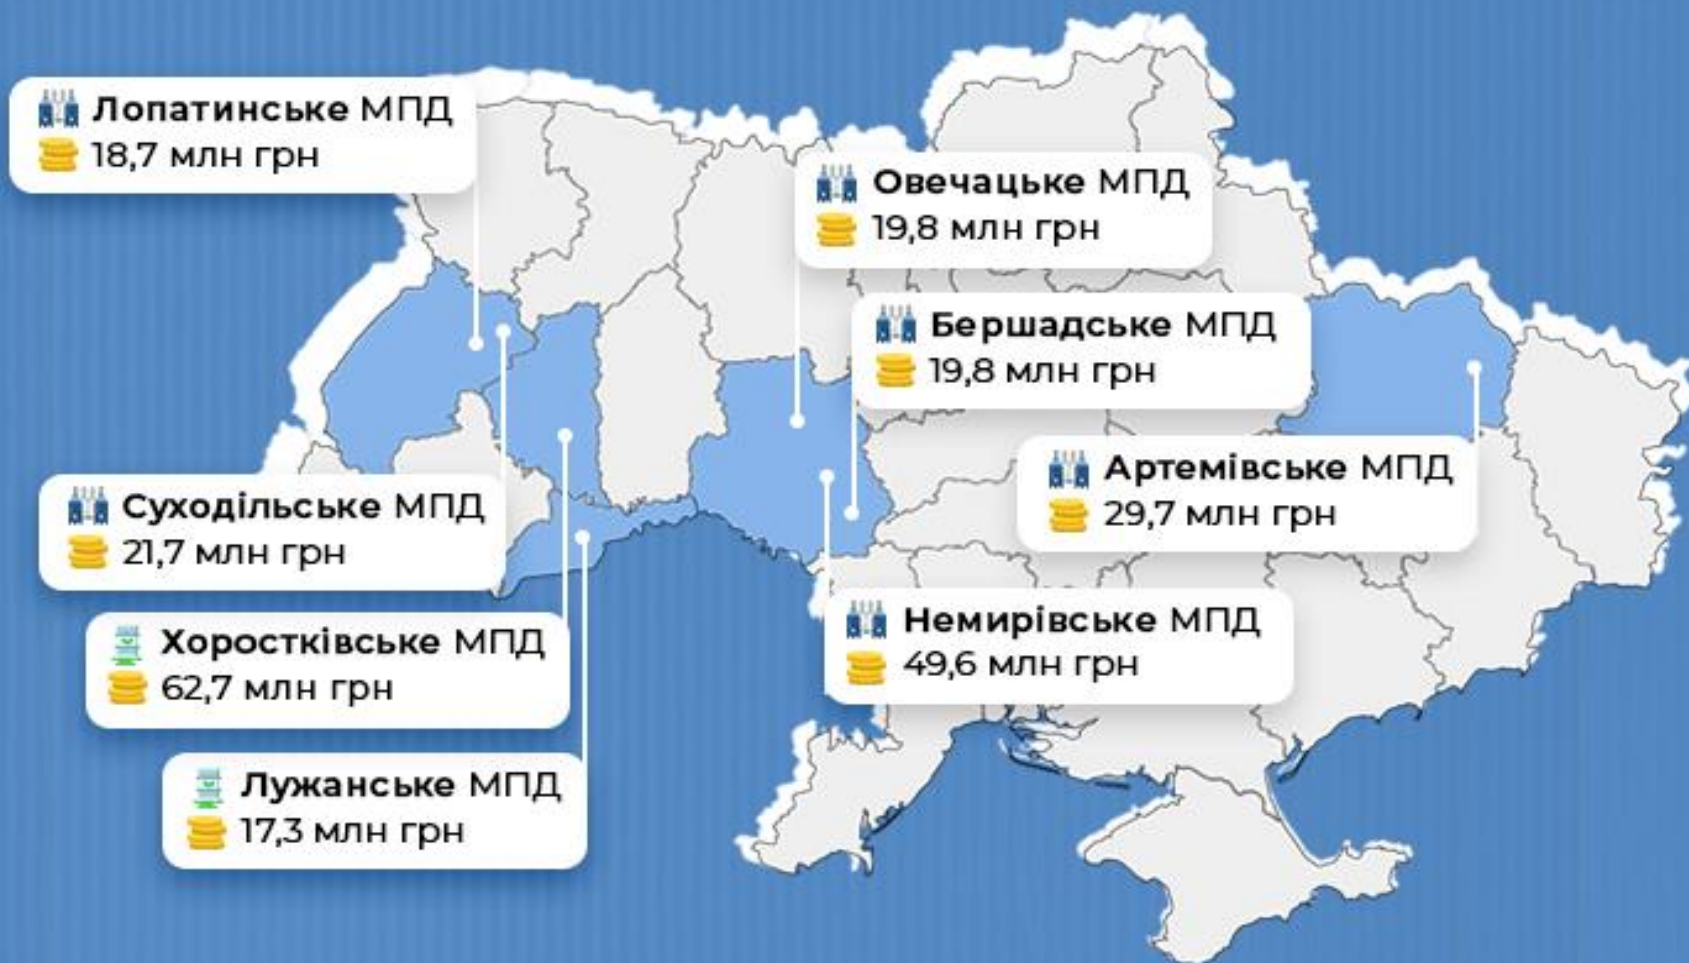 Лопатинське МПД
18,7 млн грн
Овечацьке МПД
19,8 млн грн
Бершадське МПД
19,8 млн грн
Артемівське МПД
29,7 млн грн
Суходільське МПД
21,7 млн грн
Немирівське МПД
49,6 млн грн
Хоростківське МПД
62,7 млн грн
Лужанське МПД
17,3 млн грн